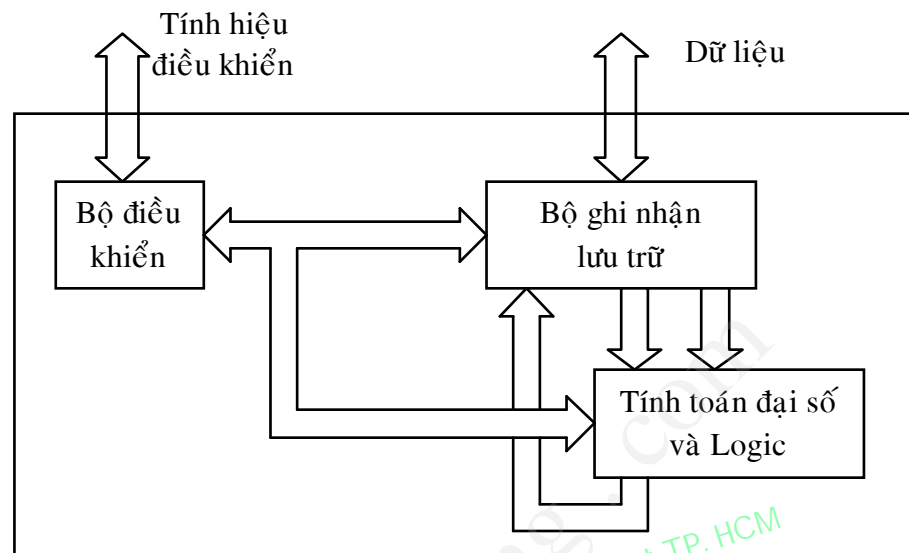 Tính hiệu
điều khiển
Dữ liệu
Bộ điều
khiển
Bộ ghi nhận
lưu trữ
Tính toán đại số
và Logic
. com
TP. HCM